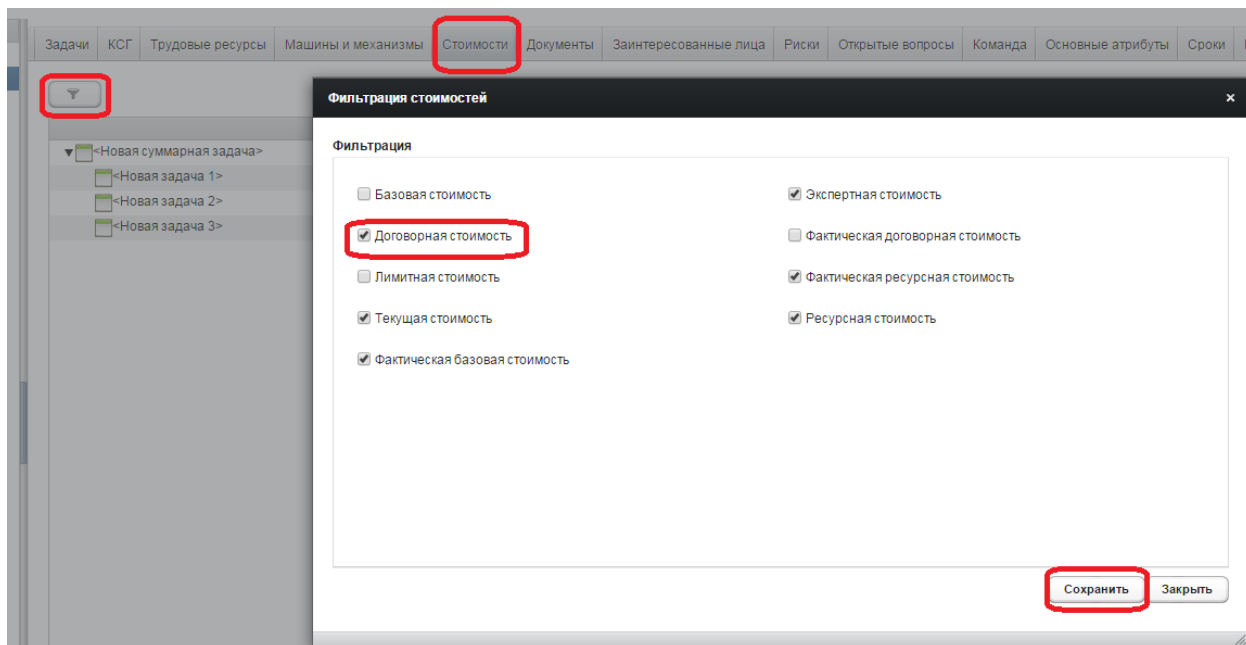 Задачи КСГ Трудовые ресурсы Машины и механизмы Стоимости Документы Заинтересованные лица Риски Открытые вопросы Команда Основные атрибуты Сроки
Фильтрация стоимостей
Фильтрация
<Новая суммарная задача>
<Новая задача 1>
<Новая задача 2>
<Новая задача 3>
Базовая стоимость Экспертная стоимость
Договорная стоимость Фактическая договорная стоимость
Лимитная стоимость Фактическая ресурсная стоимость
Текущая стоимость Ресурсная стоимость
Фактическая базовая стоимость
Сохранить Закрыть